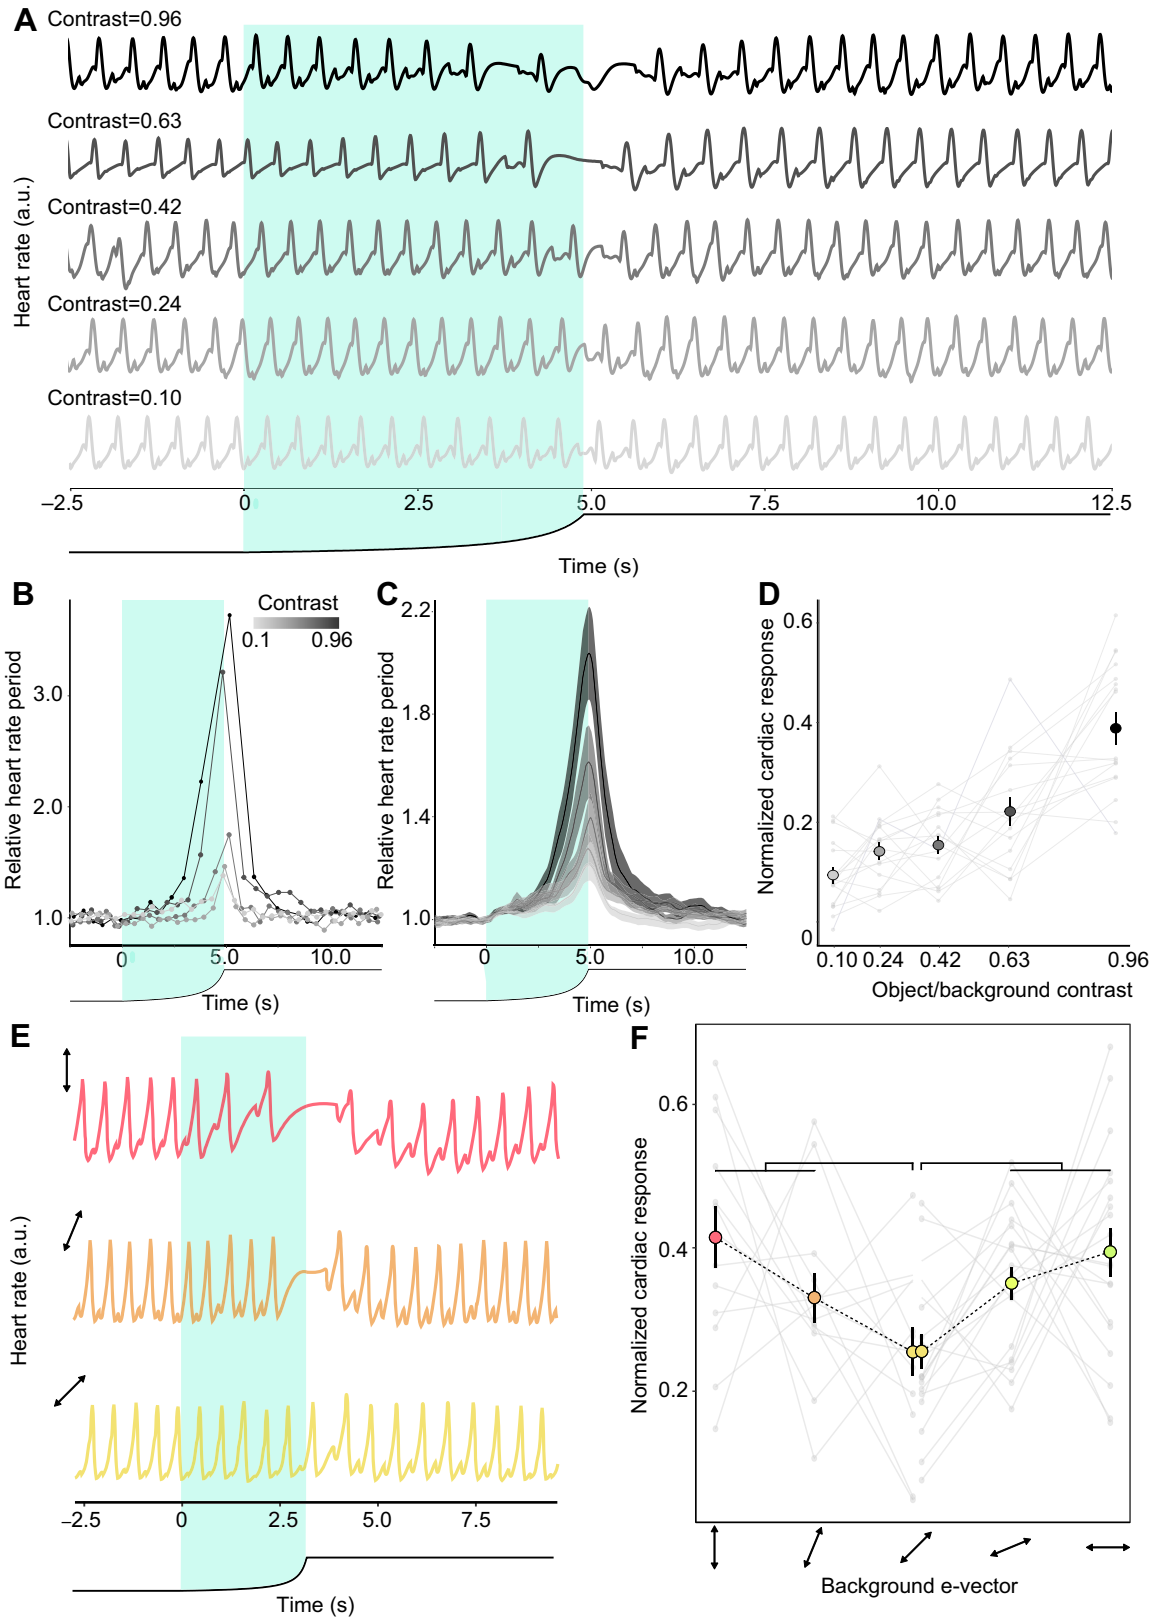 A
Contrast=0.96
Contrast=0.63
Contrast=0.42
Contrast=0.24
Contrast=0.10
Heart rate (a.u.)
–2.5 0 2.5 5.0 7.5 10.0 12.5
Time (s)
B
Contrast
0.1 0.96
Relative heart rate period
3.0
2.0
1.0
0 5.0 10.0
Time (s)
C
Relative heart rate period
2.2
1.8
1.4
1.0
0 5.0 10.0
Time (s)
D
Normalized cardiac response
0.6
0.4
0.2
0
0.10 0.24 0.42 0.63 0.96
Object/background contrast
E
Heart rate (a.u.)
–2.5 0 2.5 5.0 7.5
Time (s)
F
Normalized cardiac response
0.6
0.4
0.2
Background e-vector